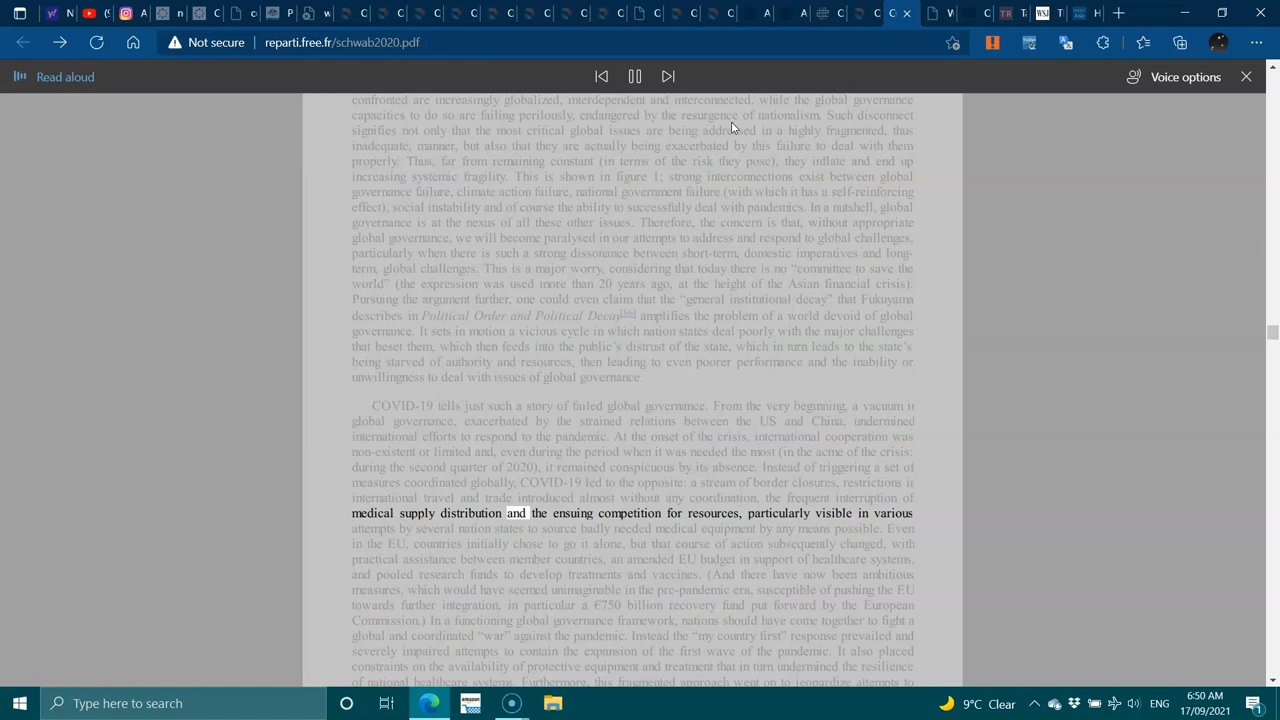 Not secure
reparti.free.fr/schwab2020.pdf
Read aloud
Voice options
confronted are increasingly globalized, interdependent and interconnected, while the global governance
capacities to do so are failing perilously, endangered by the resurgence of nationalism. Such disconnect
signifies not only that the most critical global issues are being addressed in a highly fragmented, thus
inadequate, manner, but also that they are actually being exacerbated by this failure to deal with them
properly. Thus, far from remaining constant (in terms of the risk they pose), they inflate and end up
increasing systemic fragility. This is shown in figure 1; strong interconnections exist between global
governance failure, climate action failure, national government failure (with which it has a self-reinforcing
effect), social instability and of course the ability to successfully deal with pandemics. In a nutshell, global
governance is at the nexus of all these other issues. Therefore, the concern is that, without appropriate
global governance, we will become paralysed in our attempts to address and respond to global challenges,
particularly when there is such a strong dissonance between short-term, domestic imperatives and long-
term, global challenges. This is a major worry, considering that today there is no “committee to save the
world” (the expression was used more than 20 years ago, at the height of the Asian financial crisis).
Pursuing the argument further, one could even claim that the “general institutional decay” that Fukuyama
describes in Political Order and Political Decay amplifies the problem of a world devoid of global
governance. It sets in motion a vicious cycle in which nation states deal poorly with the major challenges
that beset them, which then feeds into the public’s distrust of the state, which in turn leads to the state’s
being starved of authority and resources, then leading to even poorer performance and the inability or
unwillingness to deal with issues of global governance.
COVID-19 tells just such a story of failed global governance. From the very beginning, a vacuum in
global governance, exacerbated by the strained relations between the US and China, undermined
international efforts to respond to the pandemic. At the onset of the crisis, international cooperation was
non-existent or limited and, even during the period when it was needed the most (in the acme of the crisis:
during the second quarter of 2020), it remained conspicuous by its absence. Instead of triggering a set of
measures coordinated globally, COVID-19 led to the opposite: a stream of border closures, restrictions in
international travel and trade introduced almost without any coordination, the frequent interruption of
medical supply distribution and the ensuing competition for resources, particularly visible in various
attempts by several nation states to source badly needed medical equipment by any means possible. Even
in the EU, countries initially chose to go it alone, but that course of action subsequently changed, with
practical assistance between member countries, an amended EU budget in support of healthcare systems,
and pooled research funds to develop treatments and vaccines. (And there have now been ambitious
measures, which would have seemed unimaginable in the pre-pandemic era, susceptible of pushing the EU
towards further integration, in particular a €750 billion recovery fund put forward by the European
Commission.) In a functioning global governance framework, nations should have come together to fight a
global and coordinated “war” against the pandemic. Instead the “my country first” response prevailed and
severely impaired attempts to contain the expansion of the first wave of the pandemic. It also placed
constraints on the availability of protective equipment and treatment that in turn undermined the resilience
of national healthcare systems. Furthermore, this fragmented approach went on to jeopardize attempts to
Type here to search
9°C Clear
ENG
6:50 AM
17/09/2021